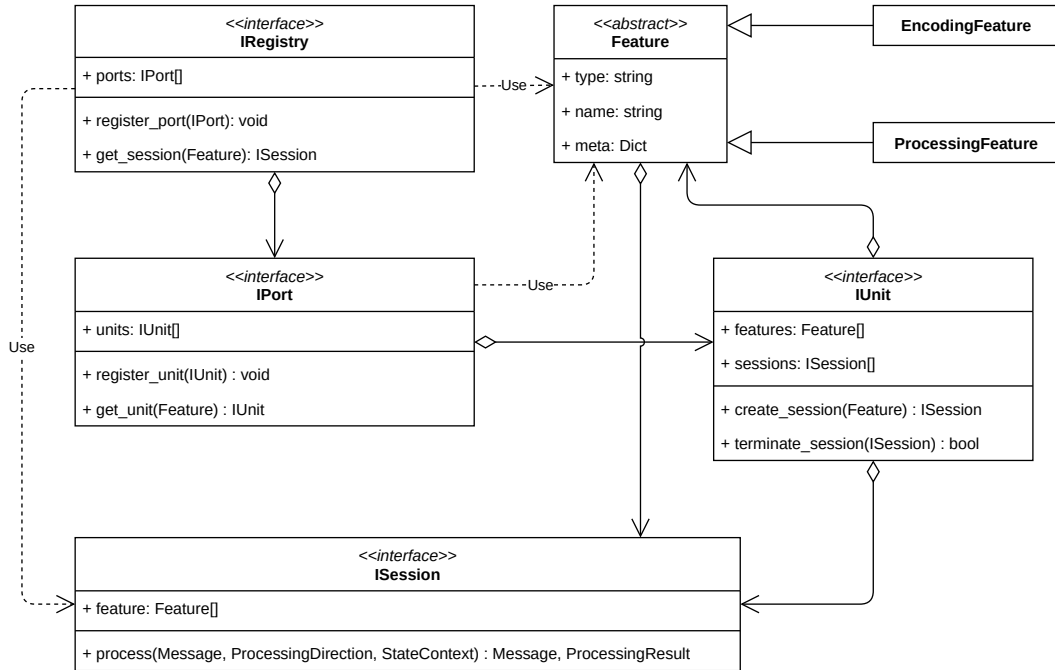 <<interface>>
IRegistry
+ ports: IPort[]
+ register_port(IPort): void
+ get_session(Feature): ISession
Use
<<abstract>>
Feature
+ type: string
+ name: string
+ meta: Dict
EncodingFeature
ProcessingFeature
<<interface>>
IPort
+ units: IUnit[]
+ register_unit(IUnit) : void
+ get_unit(Feature) : IUnit
Use
<<interface>>
IUnit
+ features: Feature[]
+ sessions: ISession[]
+ create_session(Feature) : ISession
+ terminate_session(ISession) : bool
Use
<<interface>>
ISession
+ feature: Feature[]
+ process(Message, ProcessingDirection, StateContext) : Message, ProcessingResult